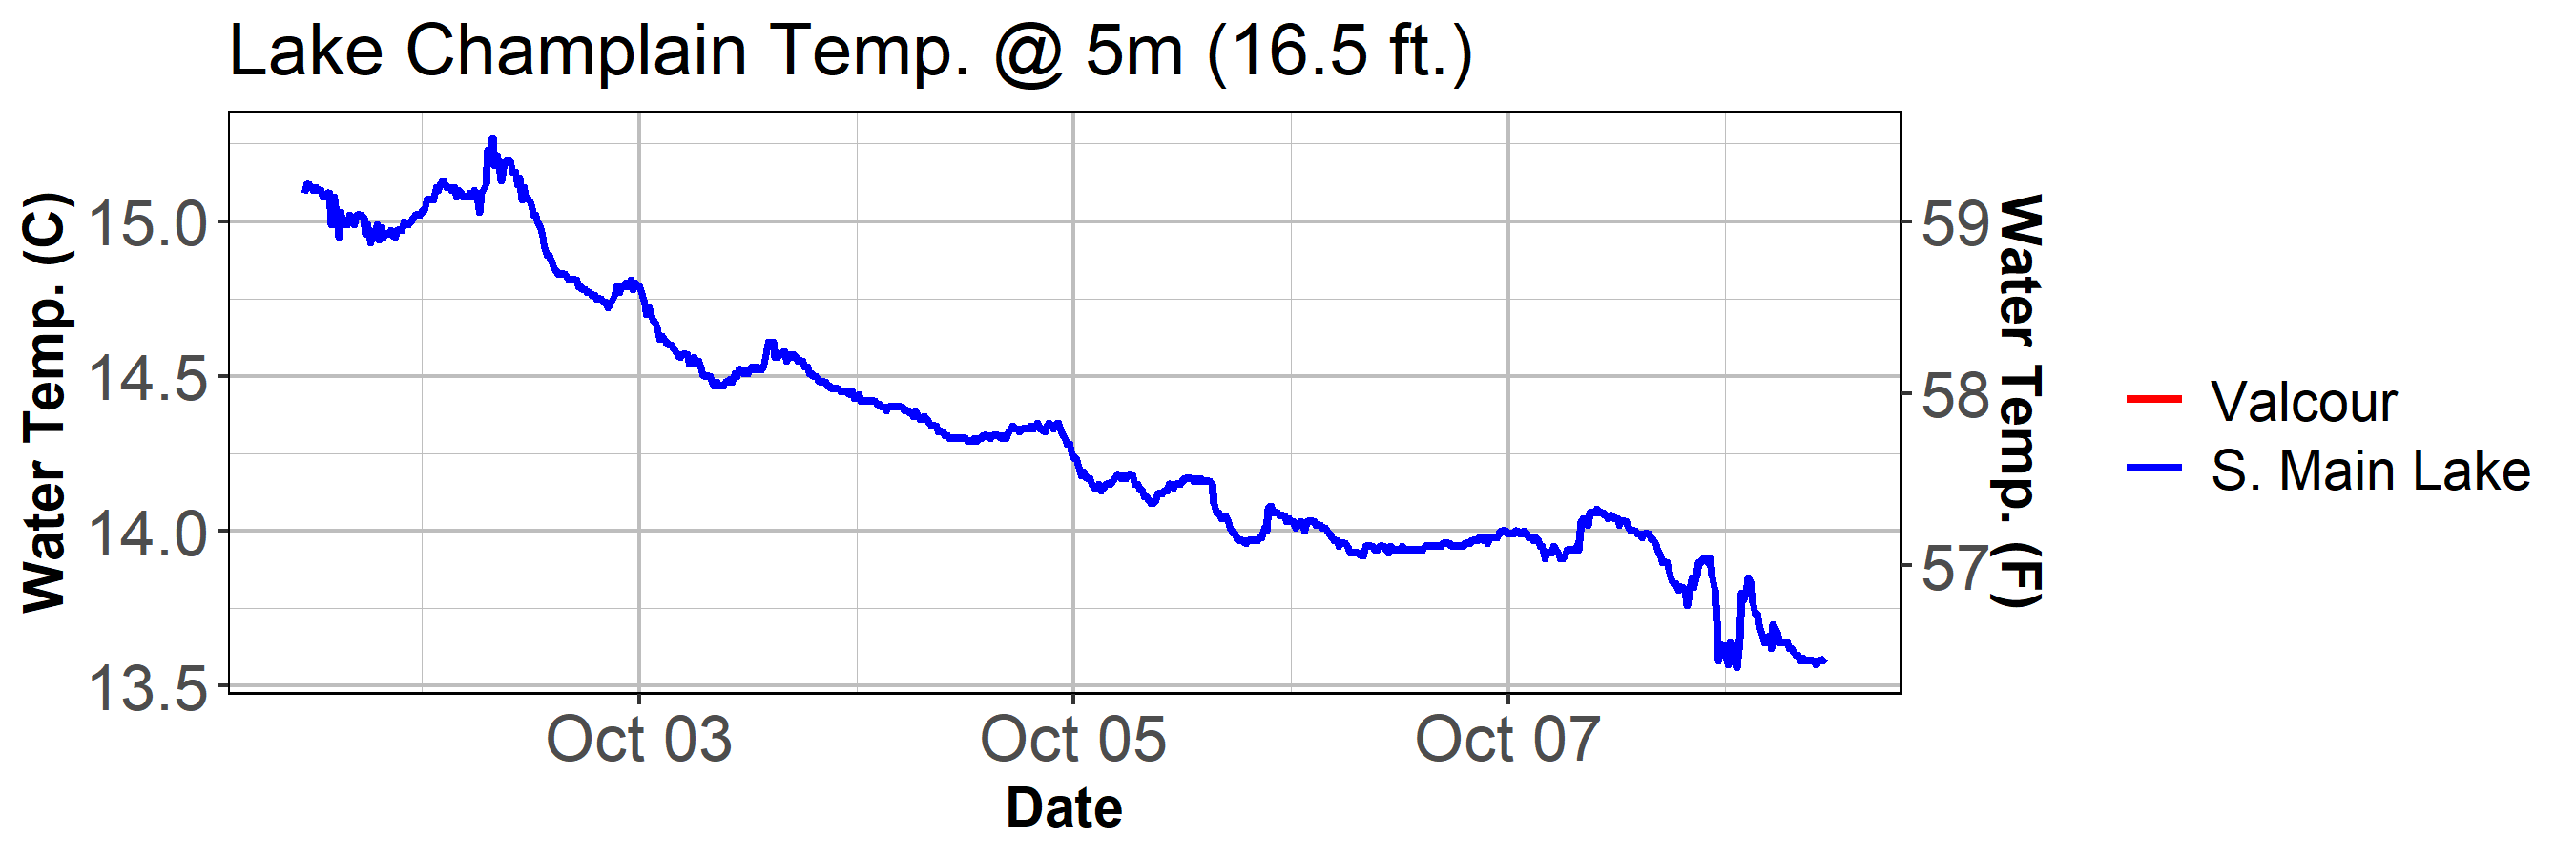 Lake Champlain Temp. @ 5m (16.5 ft.)
Water Temp. (C)
15.0
14.5
14.0
13.5
59
58
57
Water Temp. (F)
Oct 03 Oct 05 Oct 07
Date
Valcour
S. Main Lake